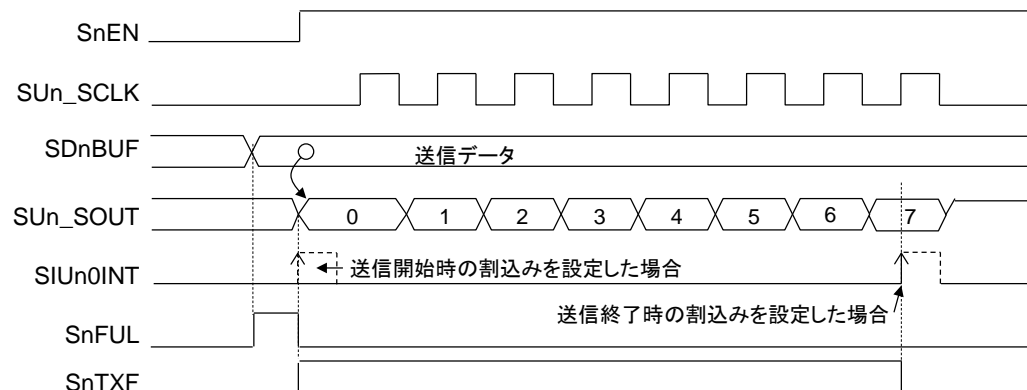 SnEN
SUn_SCLK
SDnBUF
送信データ
SUn_SOUT
0 1 2 3 4 5 6 7
SIUn0INT
送信開始時の割込みを設定した場合
送信終了時の割込みを設定した場合
SnFUL
SnTXF